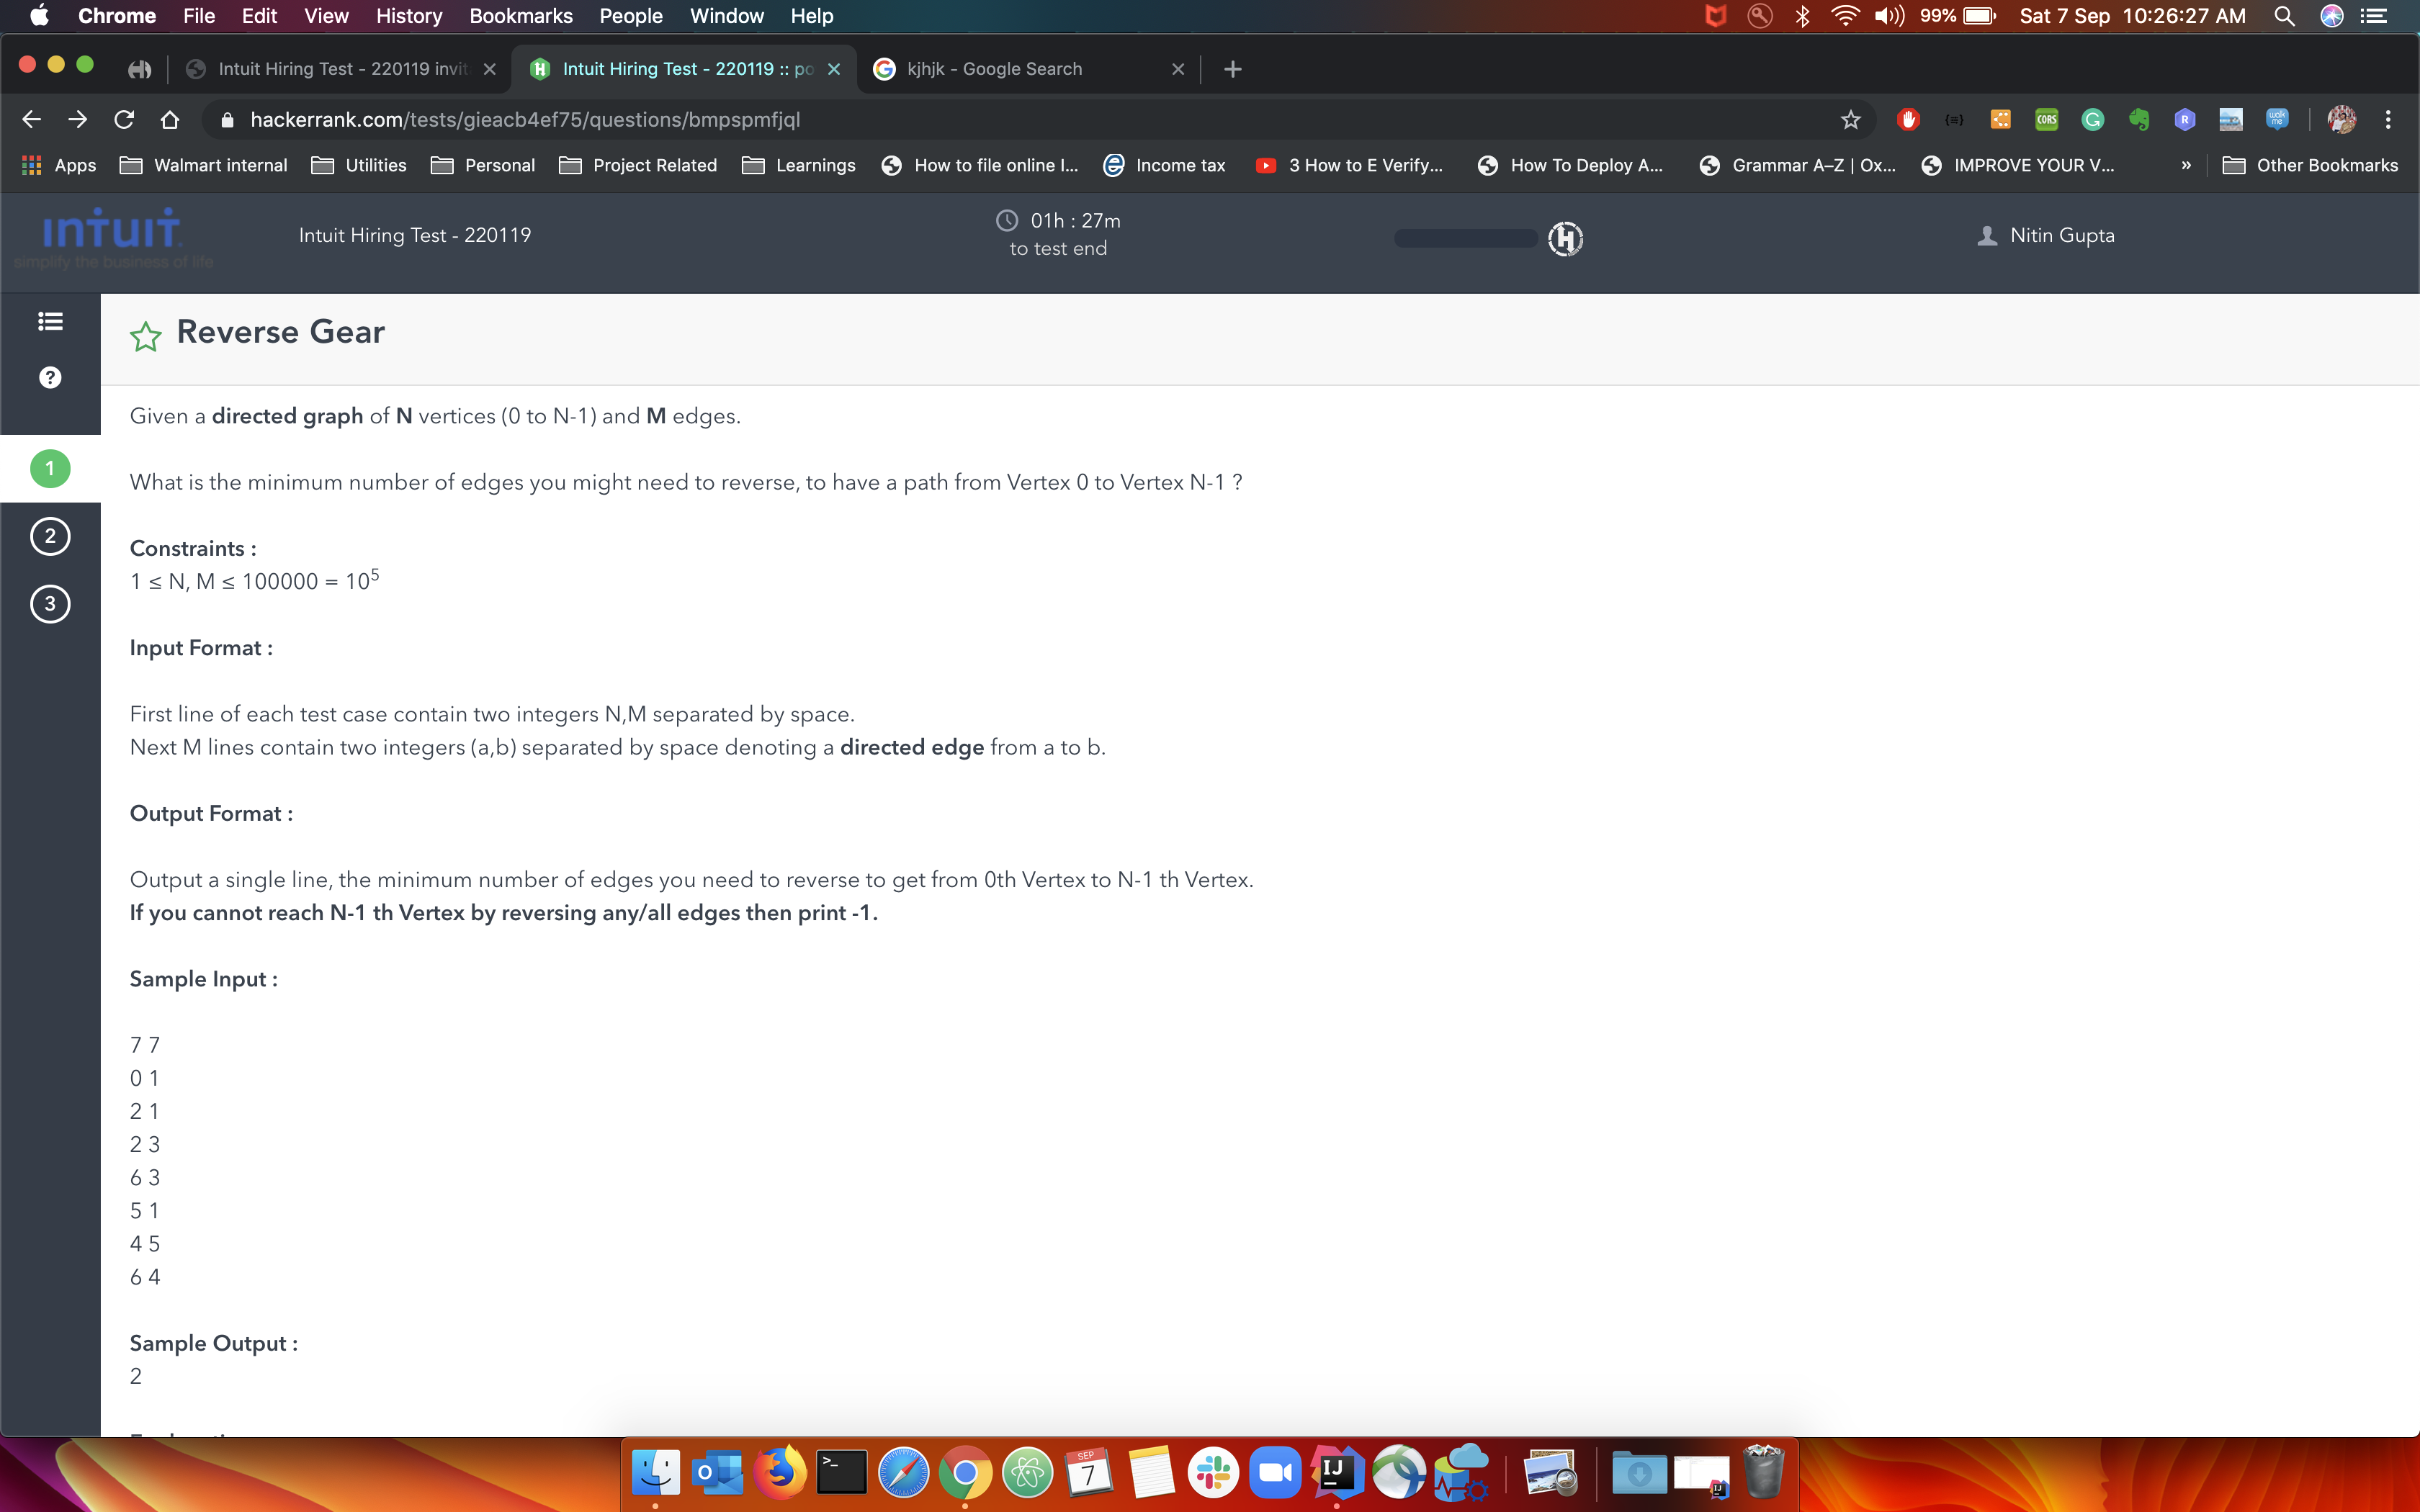 Chrome File Edit View History Bookmarks People Window Help 99% Sat 7 Sep 10:26:27 AM
Intuit Hiring Test - 220119 invit Intuit Hiring Test - 220119 :: po kjhjk - Google Search
hackerrank.com/tests/gieacb4ef75/questions/bmpspmfjql
Apps Walmart internal Utilities Personal Project Related Learnings How to file online I... Income tax 3 How to E Verify... How To Deploy A... Grammar A–Z | Ox... IMPROVE YOUR V... » Other Bookmarks
intuit.
simplify the business of life
Intuit Hiring Test - 220119
01h : 27m
to test end
Nitin Gupta
Reverse Gear
1
2
3
Given a directed graph of N vertices (0 to N-1) and M edges.
What is the minimum number of edges you might need to reverse, to have a path from Vertex 0 to Vertex N-1 ?
Constraints :
1 ≤ N, M ≤ 100000 = 10⁵
Input Format :
First line of each test case contain two integers N,M separated by space.
Next M lines contain two integers (a,b) separated by space denoting a directed edge from a to b.
Output Format :
Output a single line, the minimum number of edges you need to reverse to get from 0th Vertex to N-1 th Vertex.
If you cannot reach N-1 th Vertex by reversing any/all edges then print -1.
Sample Input :
7 7
0 1
2 1
2 3
6 3
5 1
4 5
6 4
Sample Output :
2
SEP
7
IJ